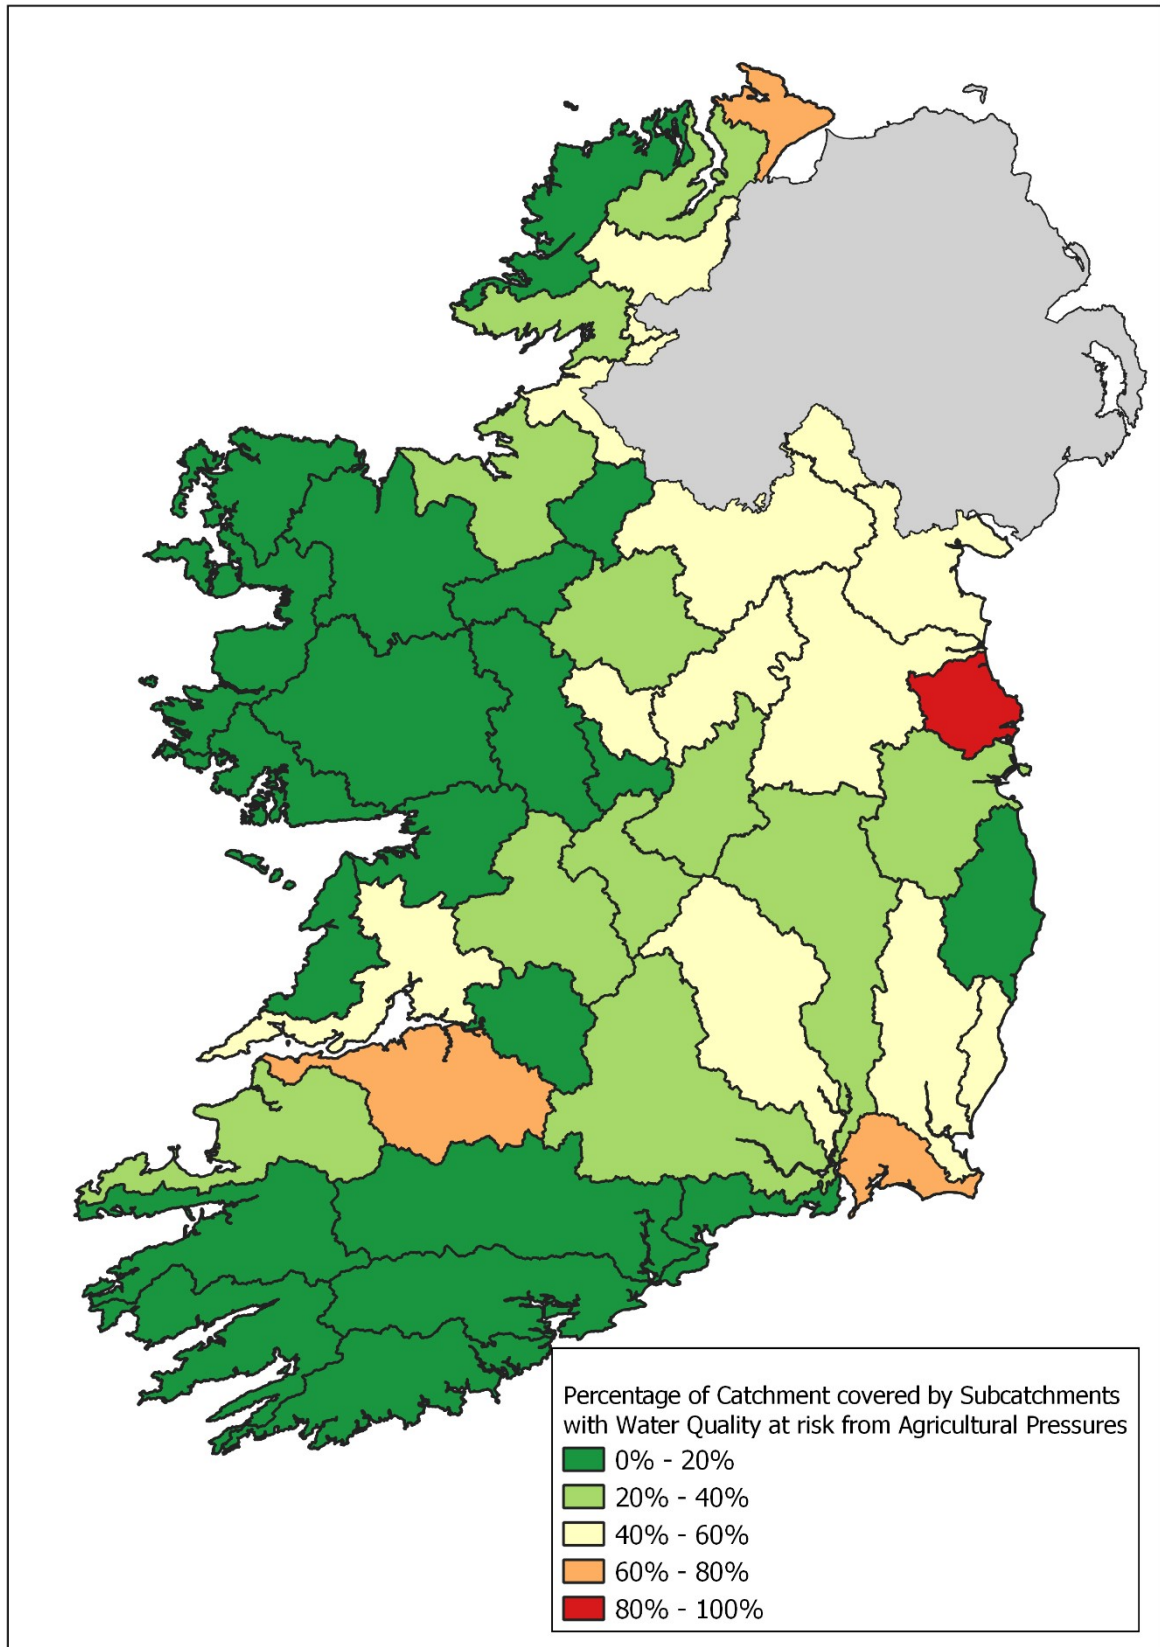 Percentage of Catchment covered by Subcatchments
with Water Quality at risk from Agricultural Pressures
0% - 20%
20% - 40%
40% - 60%
60% - 80%
80% - 100%